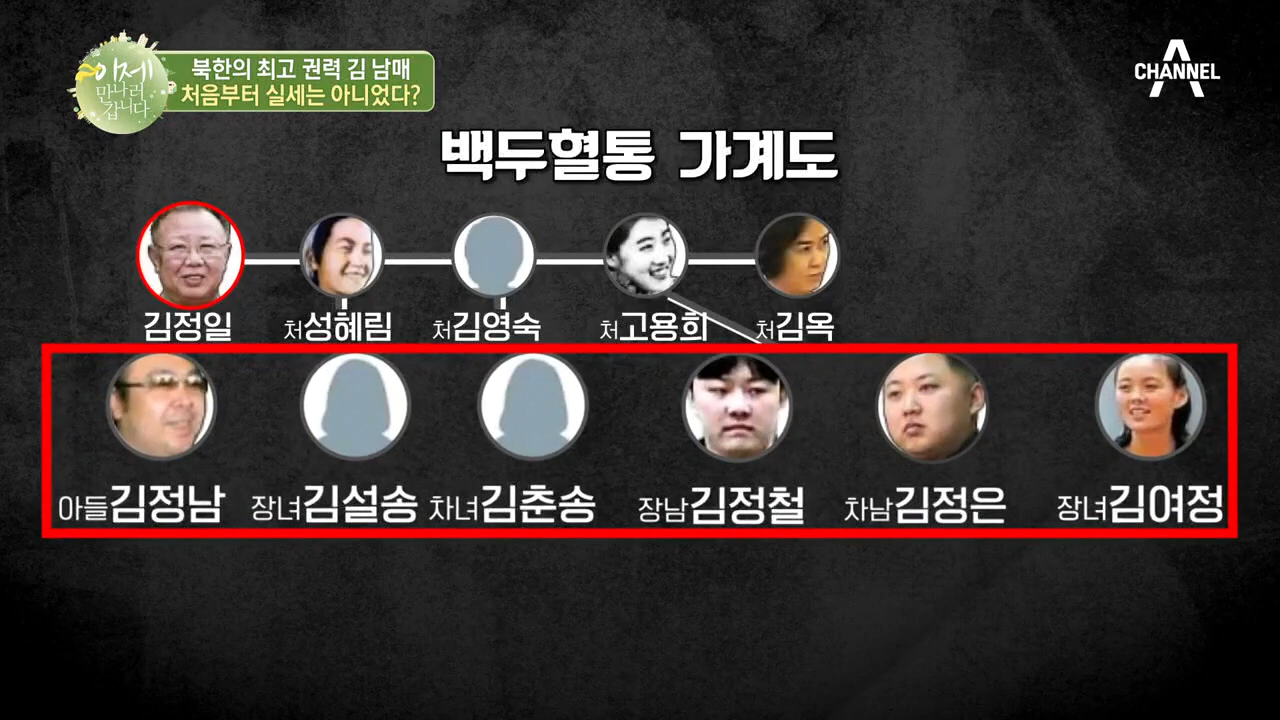 이제
만나러
갑니다
북한의 최고 권력 김 남매
처음부터 실세는 아니었다?
CHANNEL A
백두혈통 가계도
김정일 처성혜림 처김영숙 처고용희 처김옥
아들김정남 장녀김설송 차녀김춘송 장남김정철 차남김정은 장녀김여정